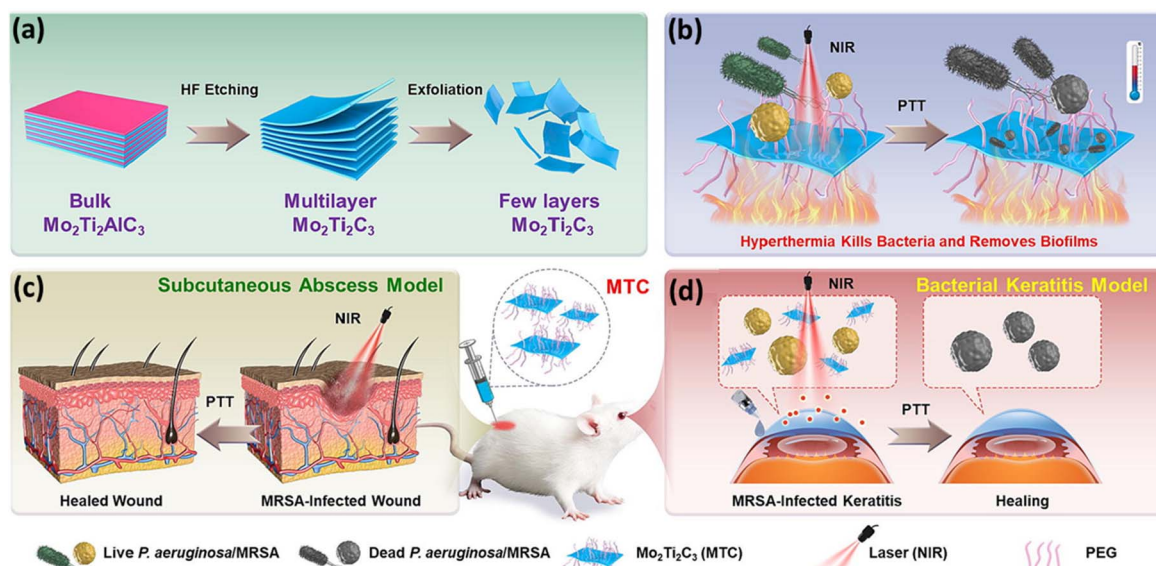 (a)
HF Etching
Exfoliation
Bulk
Mo₂Ti₂AlC₃
Multilayer
Mo₂Ti₂C₃
Few layers
Mo₂Ti₂C₃
(b)
NIR
PTT
Hyperthermia Kills Bacteria and Removes Biofilms
(c)
Subcutaneous Abscess Model
NIR
PTT
Healed Wound
MRSA-Infected Wound
MTC
(d)
NIR
Bacterial Keratitis Model
PTT
MRSA-Infected Keratitis
Healing
Live P. aeruginosa/MRSA
Dead P. aeruginosa/MRSA
Mo₂Ti₂C₃ (MTC)
Laser (NIR)
PEG